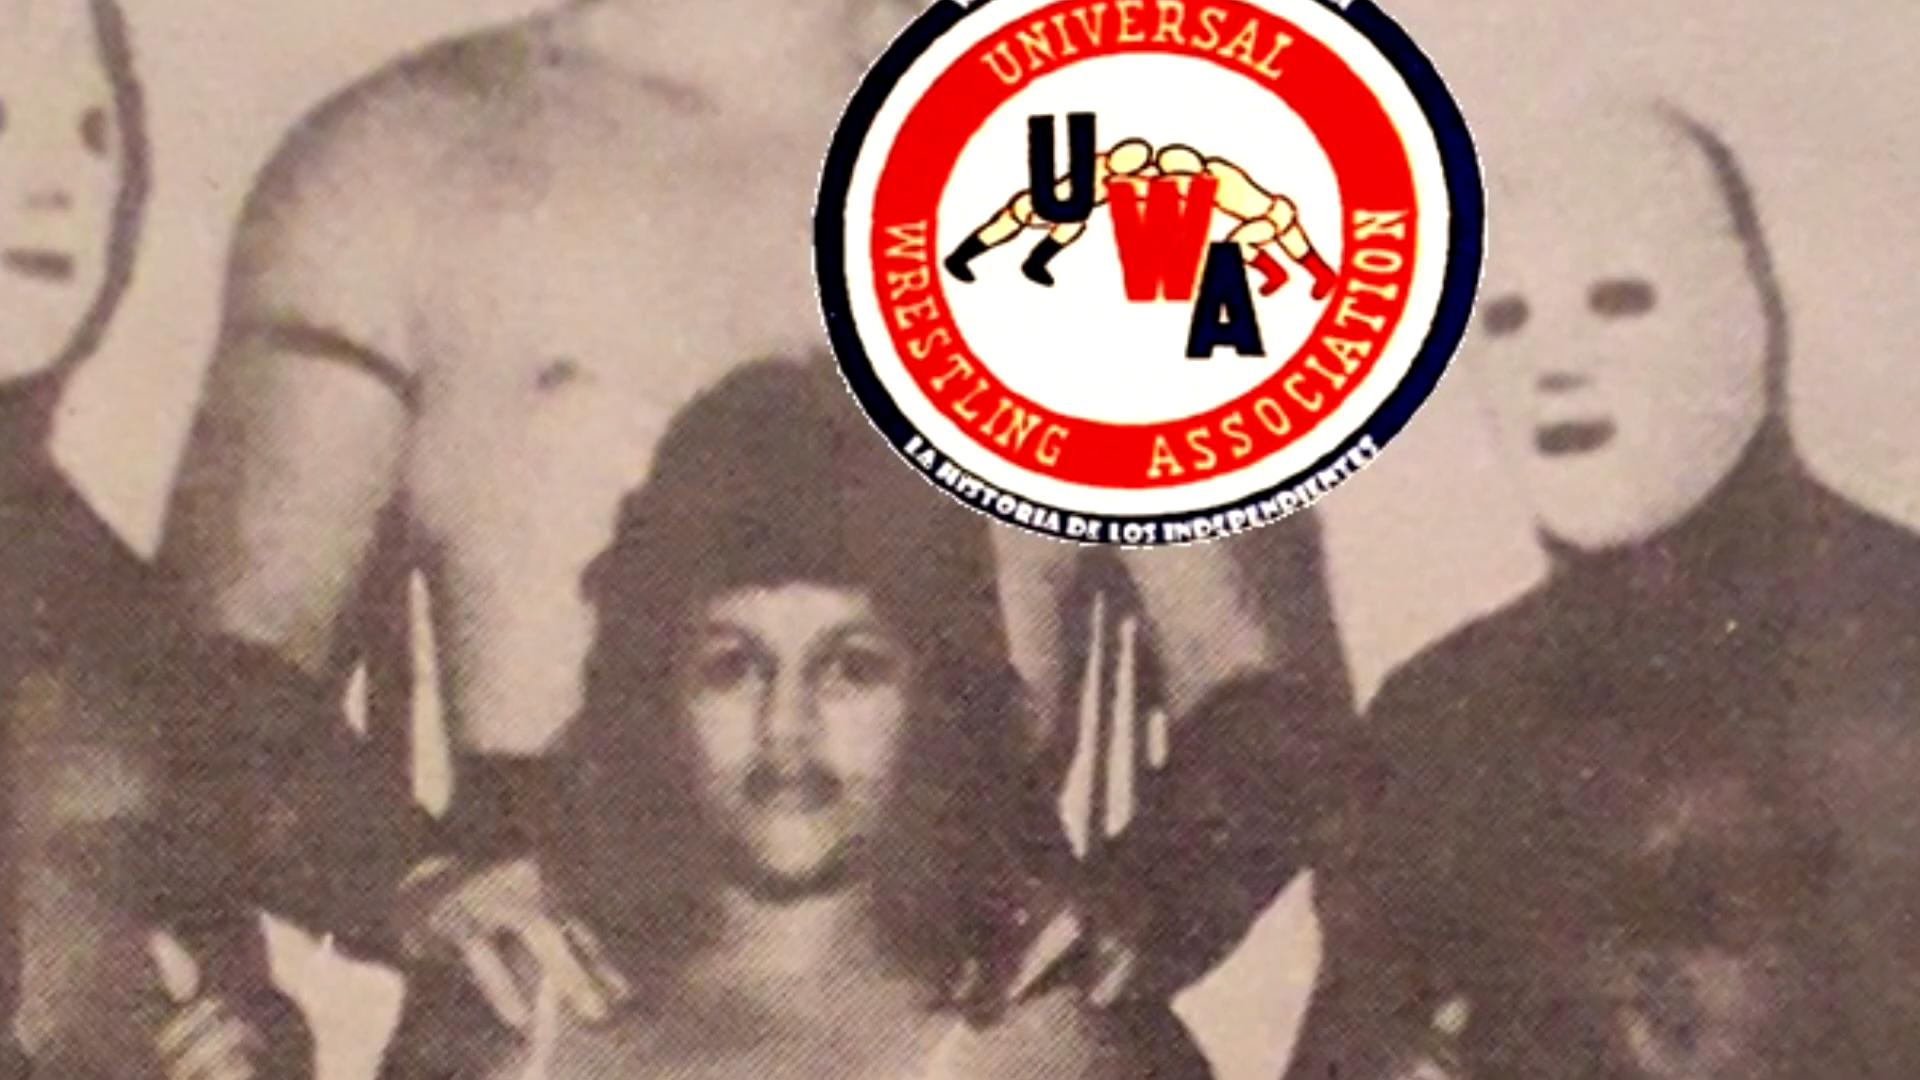 UNIVERSAL
UWA
WRESTLING ASSOCIATION
LA HISTORIA DE LOS INDEPENDIENTES